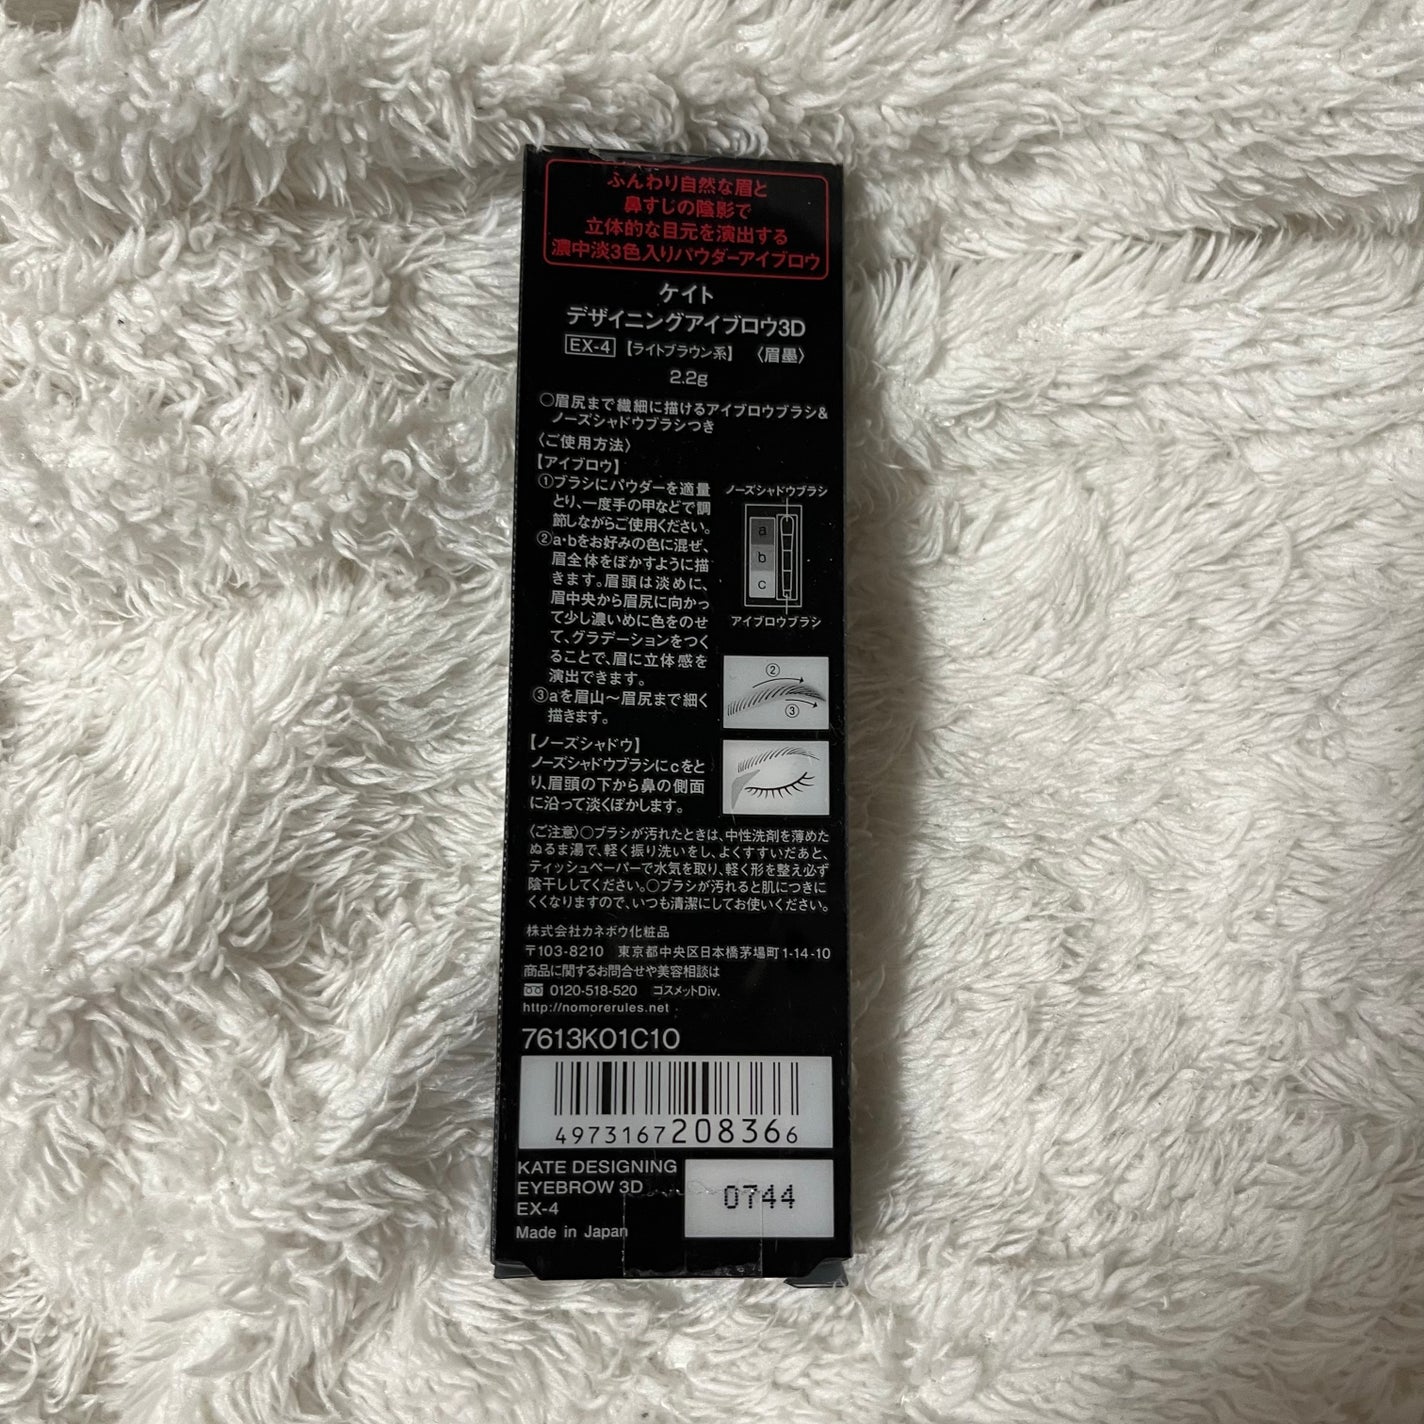 ふんわり自然な眉と
鼻すじの陰影で
立体的な目元を演出する
濃中淡3色入りパウダーアイブロウ
ケイト
デザイニングアイブロウ3D
EX-4 【ライトブラウン系】 〈眉墨〉
2.2g
○眉尻まで繊細に描けるアイブロウブラシ&
ノーズシャドウブラシつき
〈ご使用方法〉
【アイブロウ】
①ブラシにパウダーを適量
とり、一度手の甲などで調
節しながらご使用ください。
②a・bをお好みの色に混ぜ、
眉全体をぼかすように描
きます。眉頭は淡めに、
眉中央から眉尻に向かっ
て少し濃いめに色をのせ
て、グラデーションをつく
ることで、眉に立体感を
演出できます。
③aを眉山〜眉尻まで細く
描きます。
ノーズシャドウブラシ
a
b
c
アイブロウブラシ
②
③
【ノーズシャドウ】
ノーズシャドウブラシにcをと
り、眉頭の下から鼻の側面
に沿って淡くぼかします。
〈ご注意〉○ブラシが汚れたときは、中性洗剤を薄めた
ぬるま湯で、軽く振り洗いをし、よくすすいだあと、
ティッシュペーパーで水気を取り、軽く形を整え必ず
陰干ししてください。○ブラシが汚れると肌につきに
くくなりますので、いつも清潔にしてお使いください。
株式会社カネボウ化粧品
〒103-8210 東京都中央区日本橋茅場町1-14-10
商品に関するお問合せや美容相談は
0120-518-520 コスメットDiv.
http://nomorerules.net
7613K01C10
4973167208366
KATE DESIGNING
EYEBROW 3D
EX-4
Made in Japan
0744